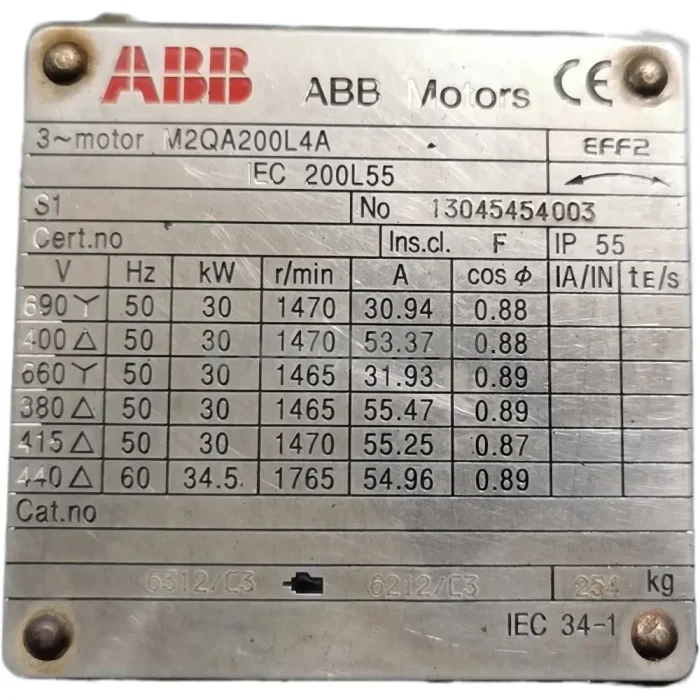 ABB ABB Motors CE
3~motor M2QA200L4A EFF2
IEC 200L55
S1 No 13045454003
Cert.no Ins.cl. F IP 55
V Hz kW r/min A cos Φ IA/IN tE/s
690 Y 50 30 1470 30.94 0.88
400 Δ 50 30 1470 53.37 0.88
660 Y 50 30 1465 31.93 0.89
380 Δ 50 30 1465 55.47 0.89
415 Δ 50 30 1470 55.25 0.87
440 Δ 60 34.5 1765 54.96 0.89
Cat.no
6312/C3 6212/C3 254 kg
IEC 34-1